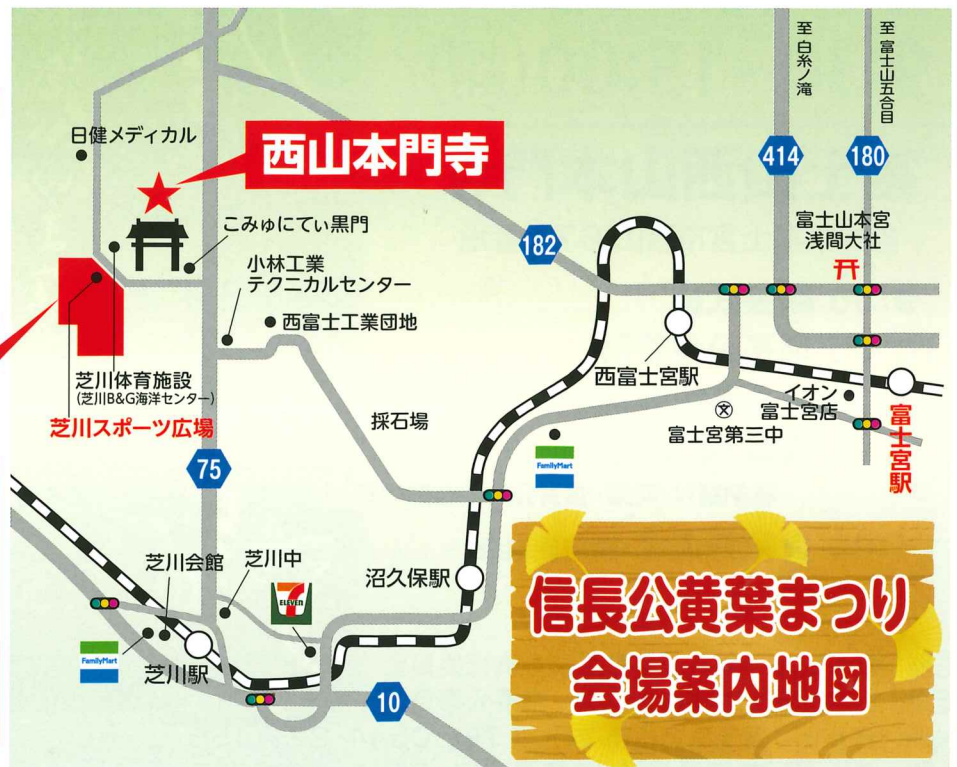 至 白糸ノ滝
至 富士山五合目
日健メディカル
西山本門寺
414
180
こみゅにてぃ黒門
富士山本宮
浅間大社
182
小林工業
テクニカルセンター
西富士工業団地
芝川体育施設
(芝川B&G海洋センター)
芝川スポーツ広場
採石場
西富士宮駅
イオン
富士宮店
文
富士宮第三中
富士宮駅
FamilyMart
75
芝川会館
芝川中
沼久保駅
7
ELEVEN
FamilyMart
芝川駅
10
信長公黄葉まつり
会場案内地図